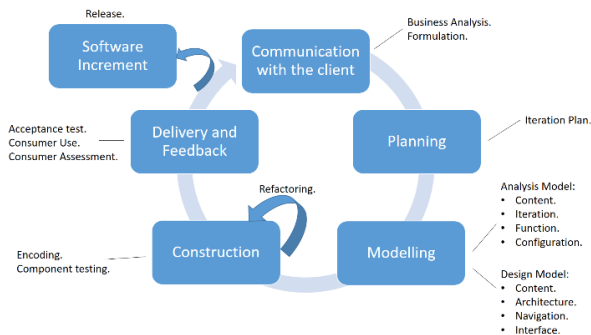 Release.
Software
Increment
Communication
with the client
Business Analysis.
Formulation.
Acceptance test.
Consumer Use.
Consumer Assessment.
Delivery and
Feedback
Planning
Iteration Plan.
Refactoring.
Encoding.
Component testing.
Construction
Modelling
Analysis Model:
• Content.
• Iteration.
• Function.
• Configuration.
Design Model:
• Content.
• Architecture.
• Navigation.
• Interface.